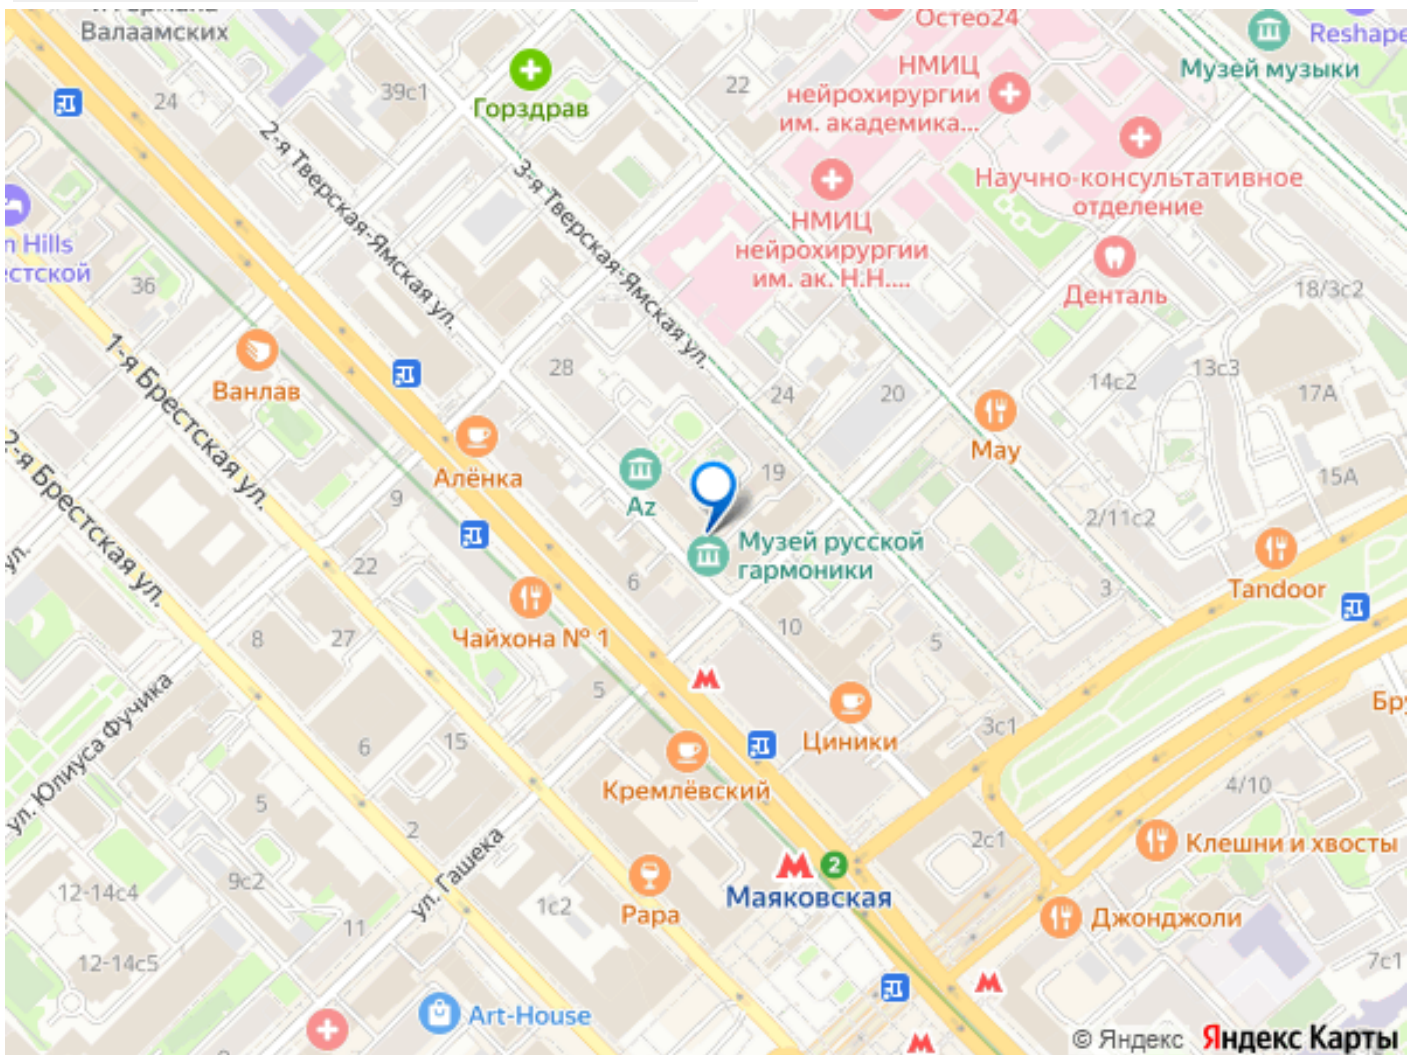 Валаамских
Остео24
Reshape
Музей музыки
24
39с1
Горздрав
22
НМИЦ
нейрохирургии
им. академика...
Научно-консультативное
отделение
НМИЦ
нейрохирургии
им. ак. Н.Н....
Денталь
18/3с2
n Hills
естской
36
2-я Тверская-Ямская ул.
3-я Тверская-Ямская ул.
Ванлав
1-я Брестская ул.
2-я Брестская ул.
28
24
20
14с2
13с3
17А
Мау
Алёнка
9
Az
19
15А
2/11с2
Музей русской
гармоники
Tandoor
ул.
22
6
3
Чайхона № 1
8
27
10
5
5
ул. Юлиуса Фучика
6
15
Циники
3с1
Бру
Кремлёвский
4/10
5
2
2с1
Клешни и хвосты
2
Маяковская
12-14с4
9с2
ул. Гашека
1с2
Papa
11
Джонджоли
12-14с5
7с1
Art-House
© Яндекс Яндекс Карты